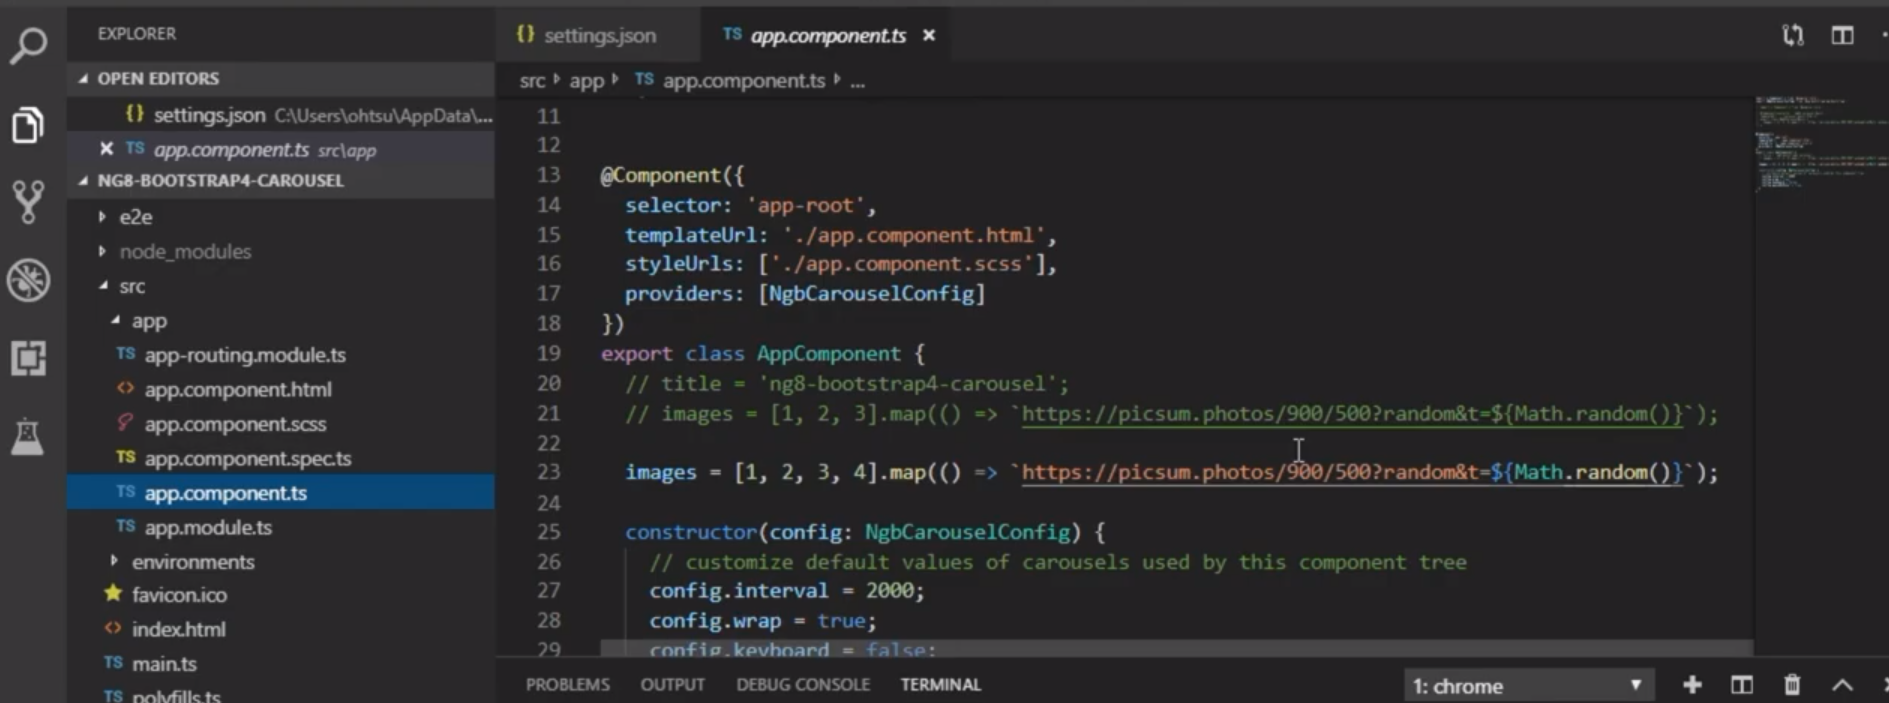 EXPLORER
OPEN EDITORS
{} settings.json C:\Users\ohtsu\AppData\...
TS app.component.ts src\app
NG8-BOOTSTRAP4-CAROUSEL
e2e
node_modules
src
app
TS app-routing.module.ts
<> app.component.html
app.component.scss
TS app.component.spec.ts
TS app.component.ts
TS app.module.ts
environments
favicon.ico
<> index.html
TS main.ts
TS polyfills.ts
{} settings.json
TS app.component.ts
src app TS app.component.ts ...
11
12
13 @Component({
14 selector: 'app-root',
15 templateUrl: './app.component.html',
16 styleUrls: ['./app.component.scss'],
17 providers: [NgbCarouselConfig]
18 })
19 export class AppComponent {
20 // title = 'ng8-bootstrap4-carousel';
21 // images = [1, 2, 3].map(() => `https://picsum.photos/900/500?random&t=${Math.random()}`);
22
23 images = [1, 2, 3, 4].map(() => `https://picsum.photos/900/500?random&t=${Math.random()}`);
24
25 constructor(config: NgbCarouselConfig) {
26 // customize default values of carousels used by this component tree
27 config.interval = 2000;
28 config.wrap = true;
29 config.keyboard = false;
PROBLEMS OUTPUT DEBUG CONSOLE TERMINAL 1: chrome